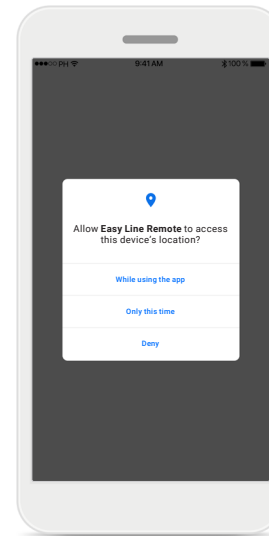 PH 9:41 AM 100 %
Allow Easy Line Remote to access
this device's location?
While using the app
Only this time
Deny